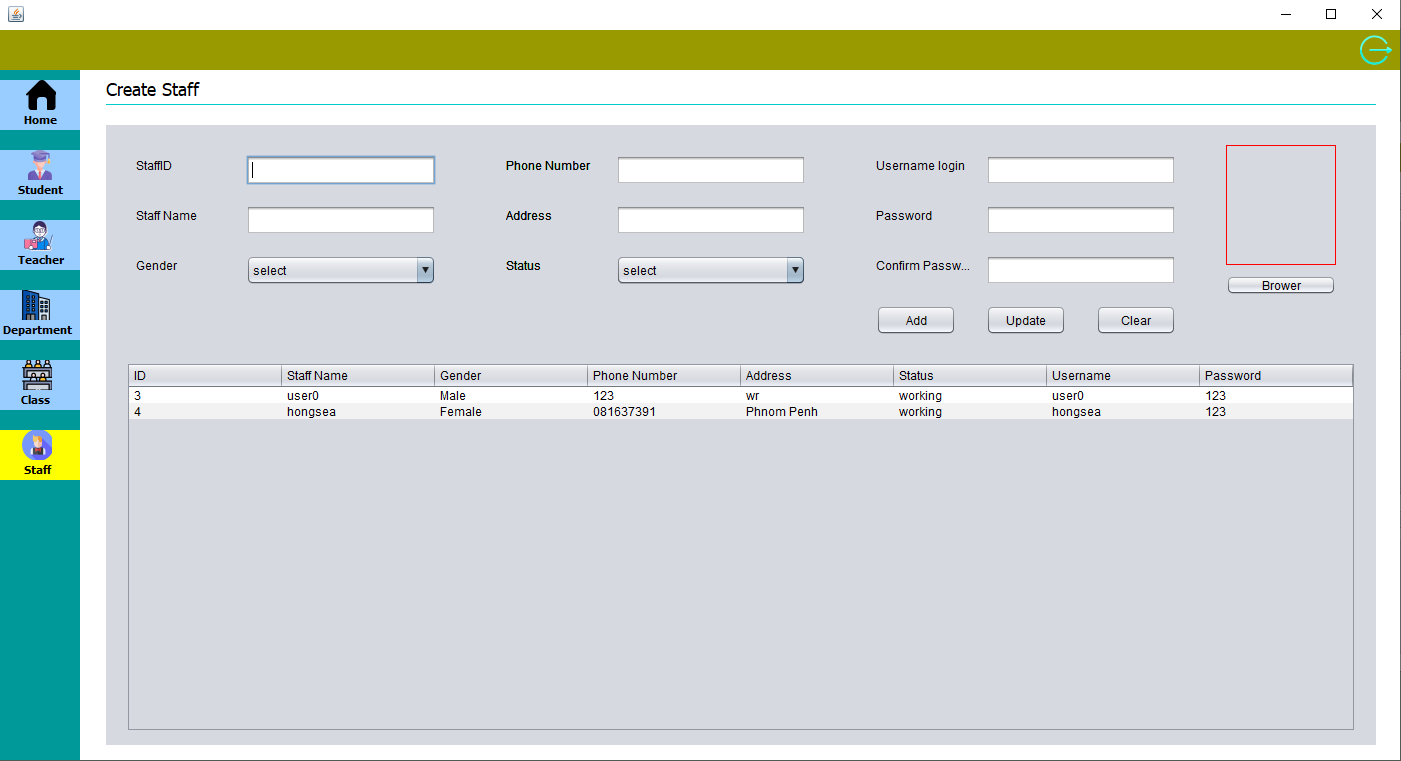 Create Staff
Home
Student
Teacher
Department
Class
Staff
StaffID
Phone Number
Username login
Staff Name
Address
Password
Gender
select
Status
select
Confirm Passw...
Brower
Add
Update
Clear
ID Staff Name Gender Phone Number Address Status Username Password
3 user0 Male 123 wr working user0 123
4 hongsea Female 081637391 Phnom Penh working hongsea 123